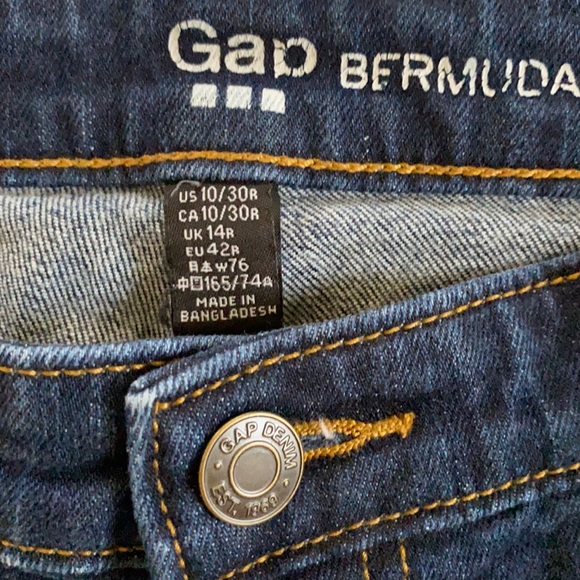 Gap BERMUDA
US 10/30R
CA 10/30R
UK 14R
EU 42R
日本 W76
中国 165/74A
MADE IN
BANGLADESH
· GAP DENIM ·
EST. 1969